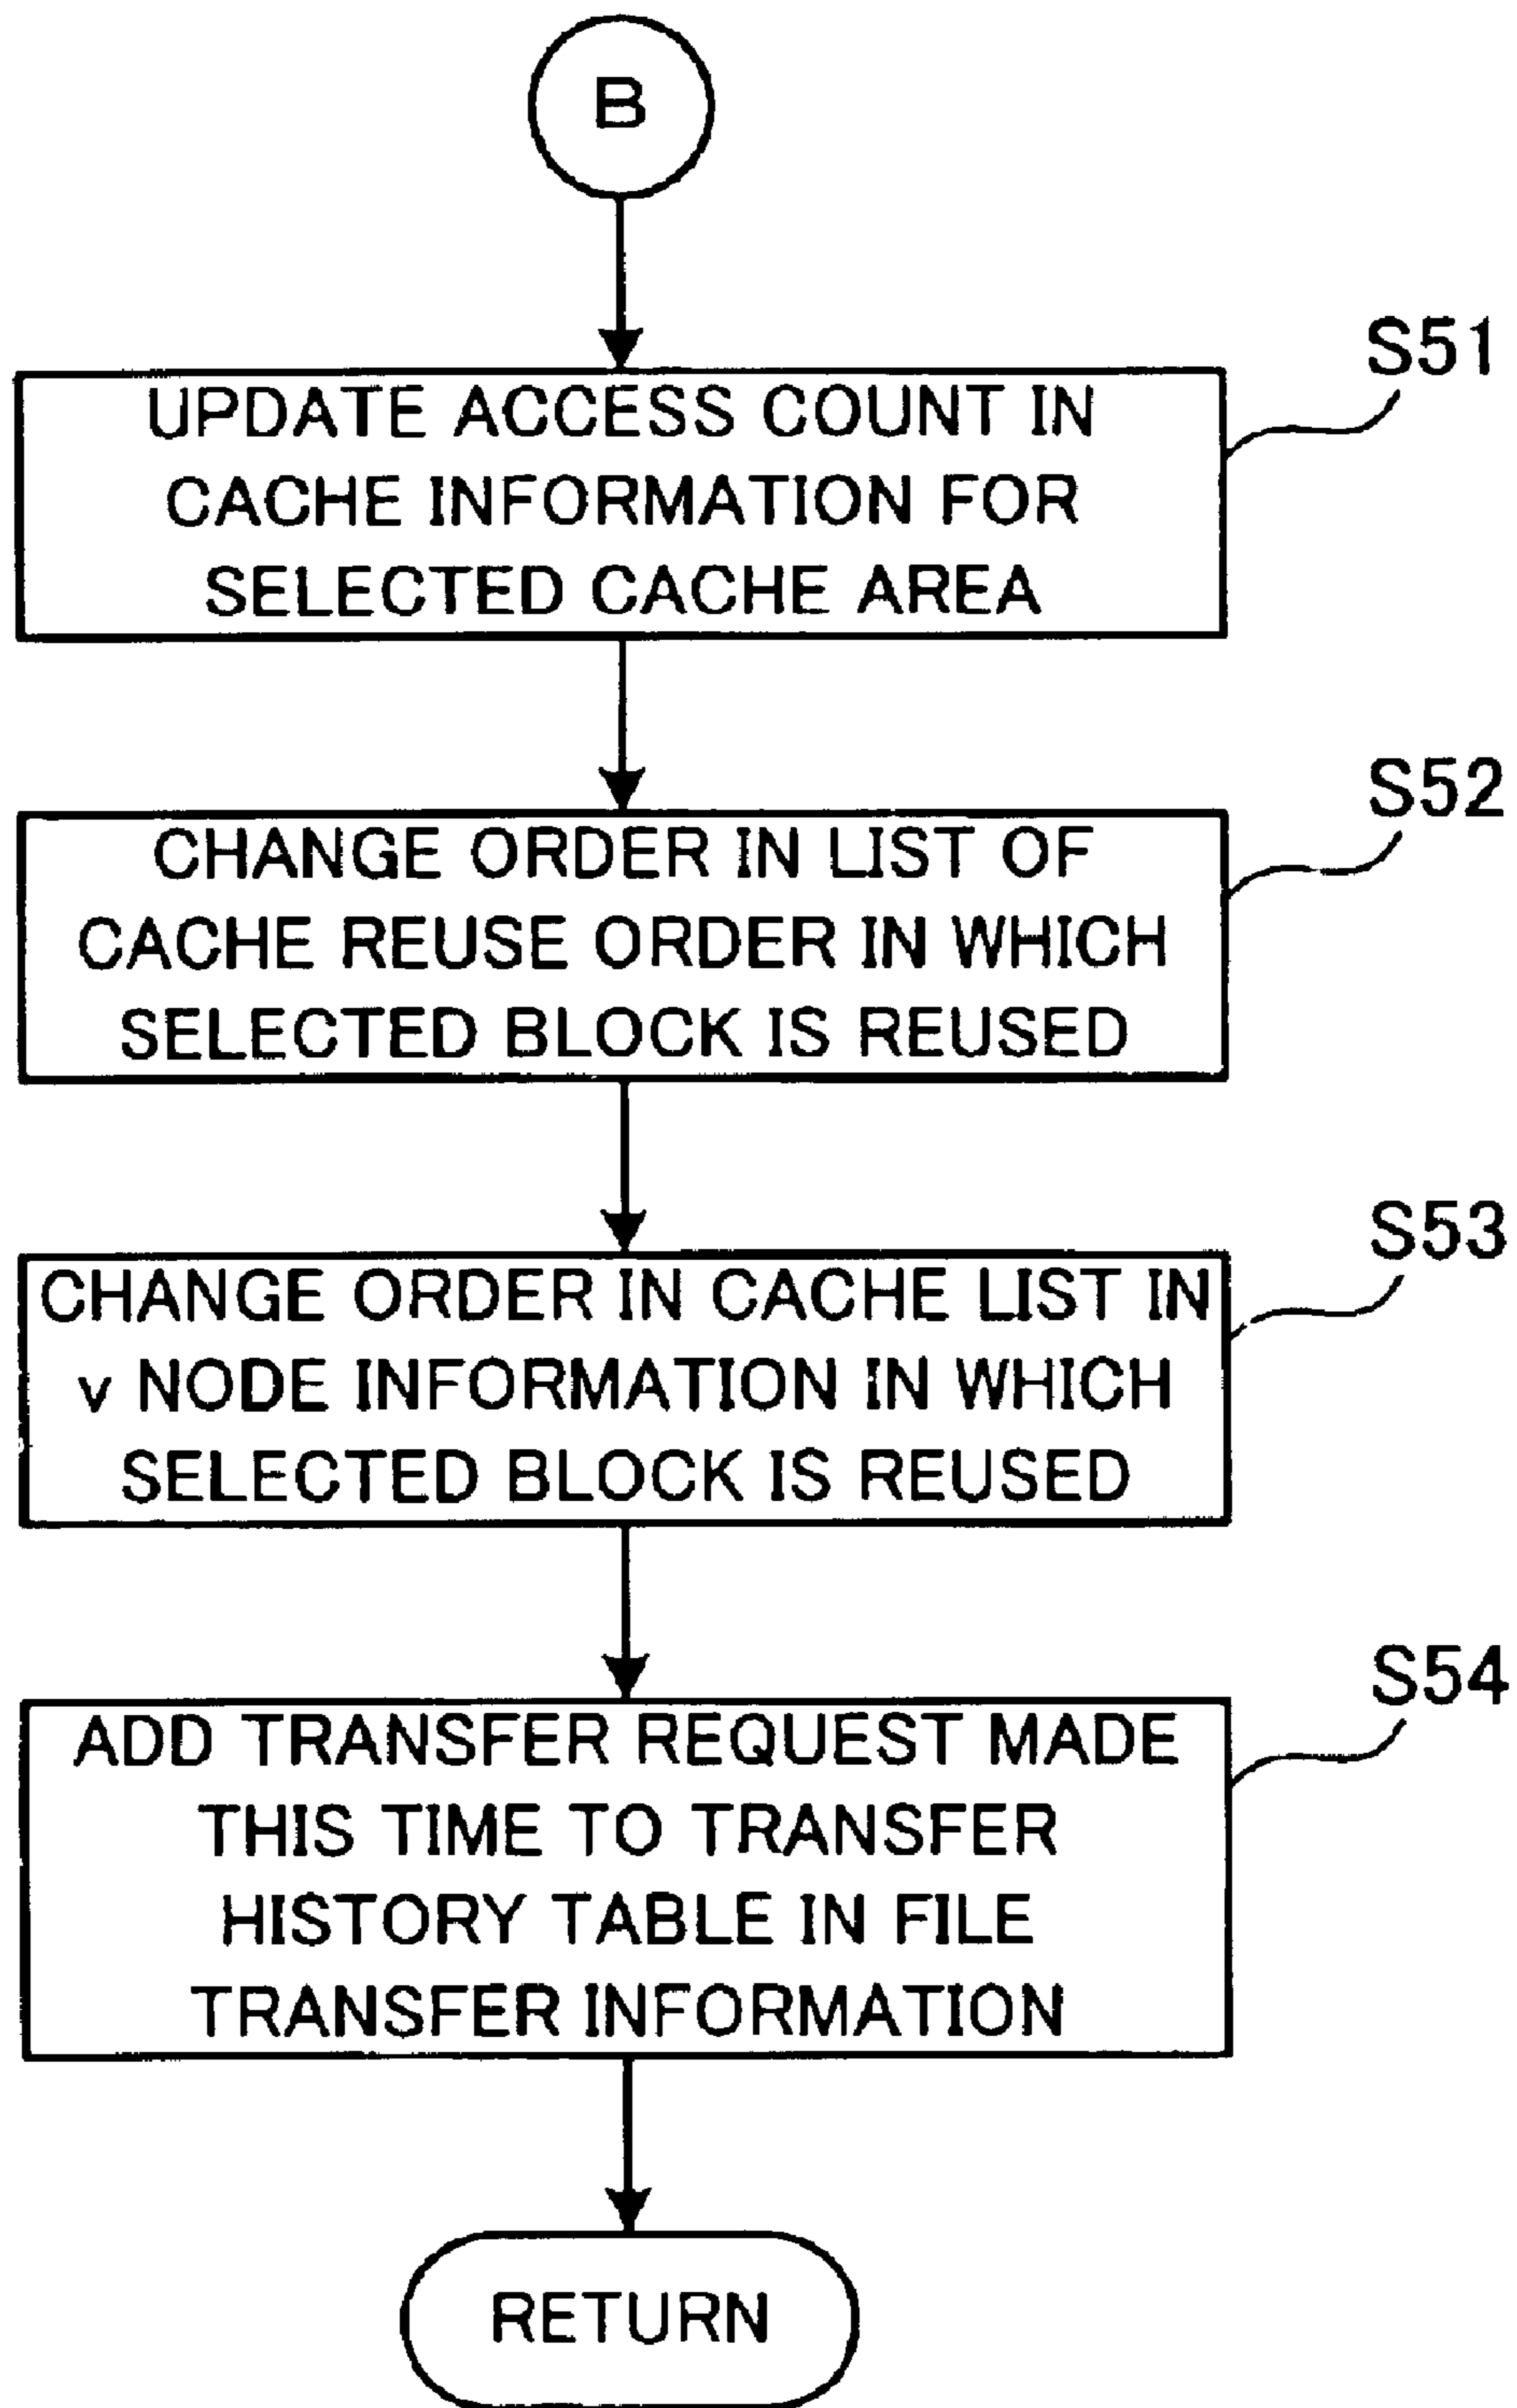 B
S51
UPDATE ACCESS COUNT IN
CACHE INFORMATION FOR
SELECTED CACHE AREA
S52
CHANGE ORDER IN LIST OF
CACHE REUSE ORDER IN WHICH
SELECTED BLOCK IS REUSED
S53
CHANGE ORDER IN CACHE LIST IN
v NODE INFORMATION IN WHICH
SELECTED BLOCK IS REUSED
S54
ADD TRANSFER REQUEST MADE
THIS TIME TO TRANSFER
HISTORY TABLE IN FILE
TRANSFER INFORMATION
RETURN